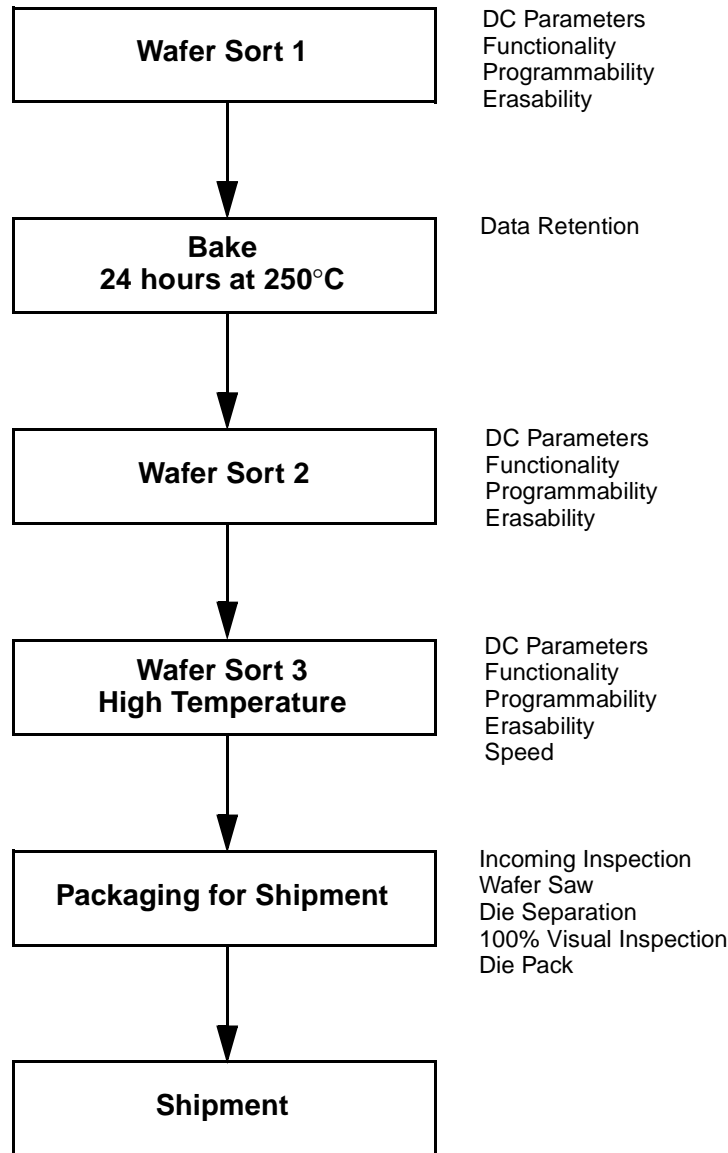 Wafer Sort 1
DC Parameters
Functionality
Programmability
Erasability
Bake
24 hours at 250°C
Data Retention
Wafer Sort 2
DC Parameters
Functionality
Programmability
Erasability
Wafer Sort 3
High Temperature
DC Parameters
Functionality
Programmability
Erasability
Speed
Packaging for Shipment
Incoming Inspection
Wafer Saw
Die Separation
100% Visual Inspection
Die Pack
Shipment